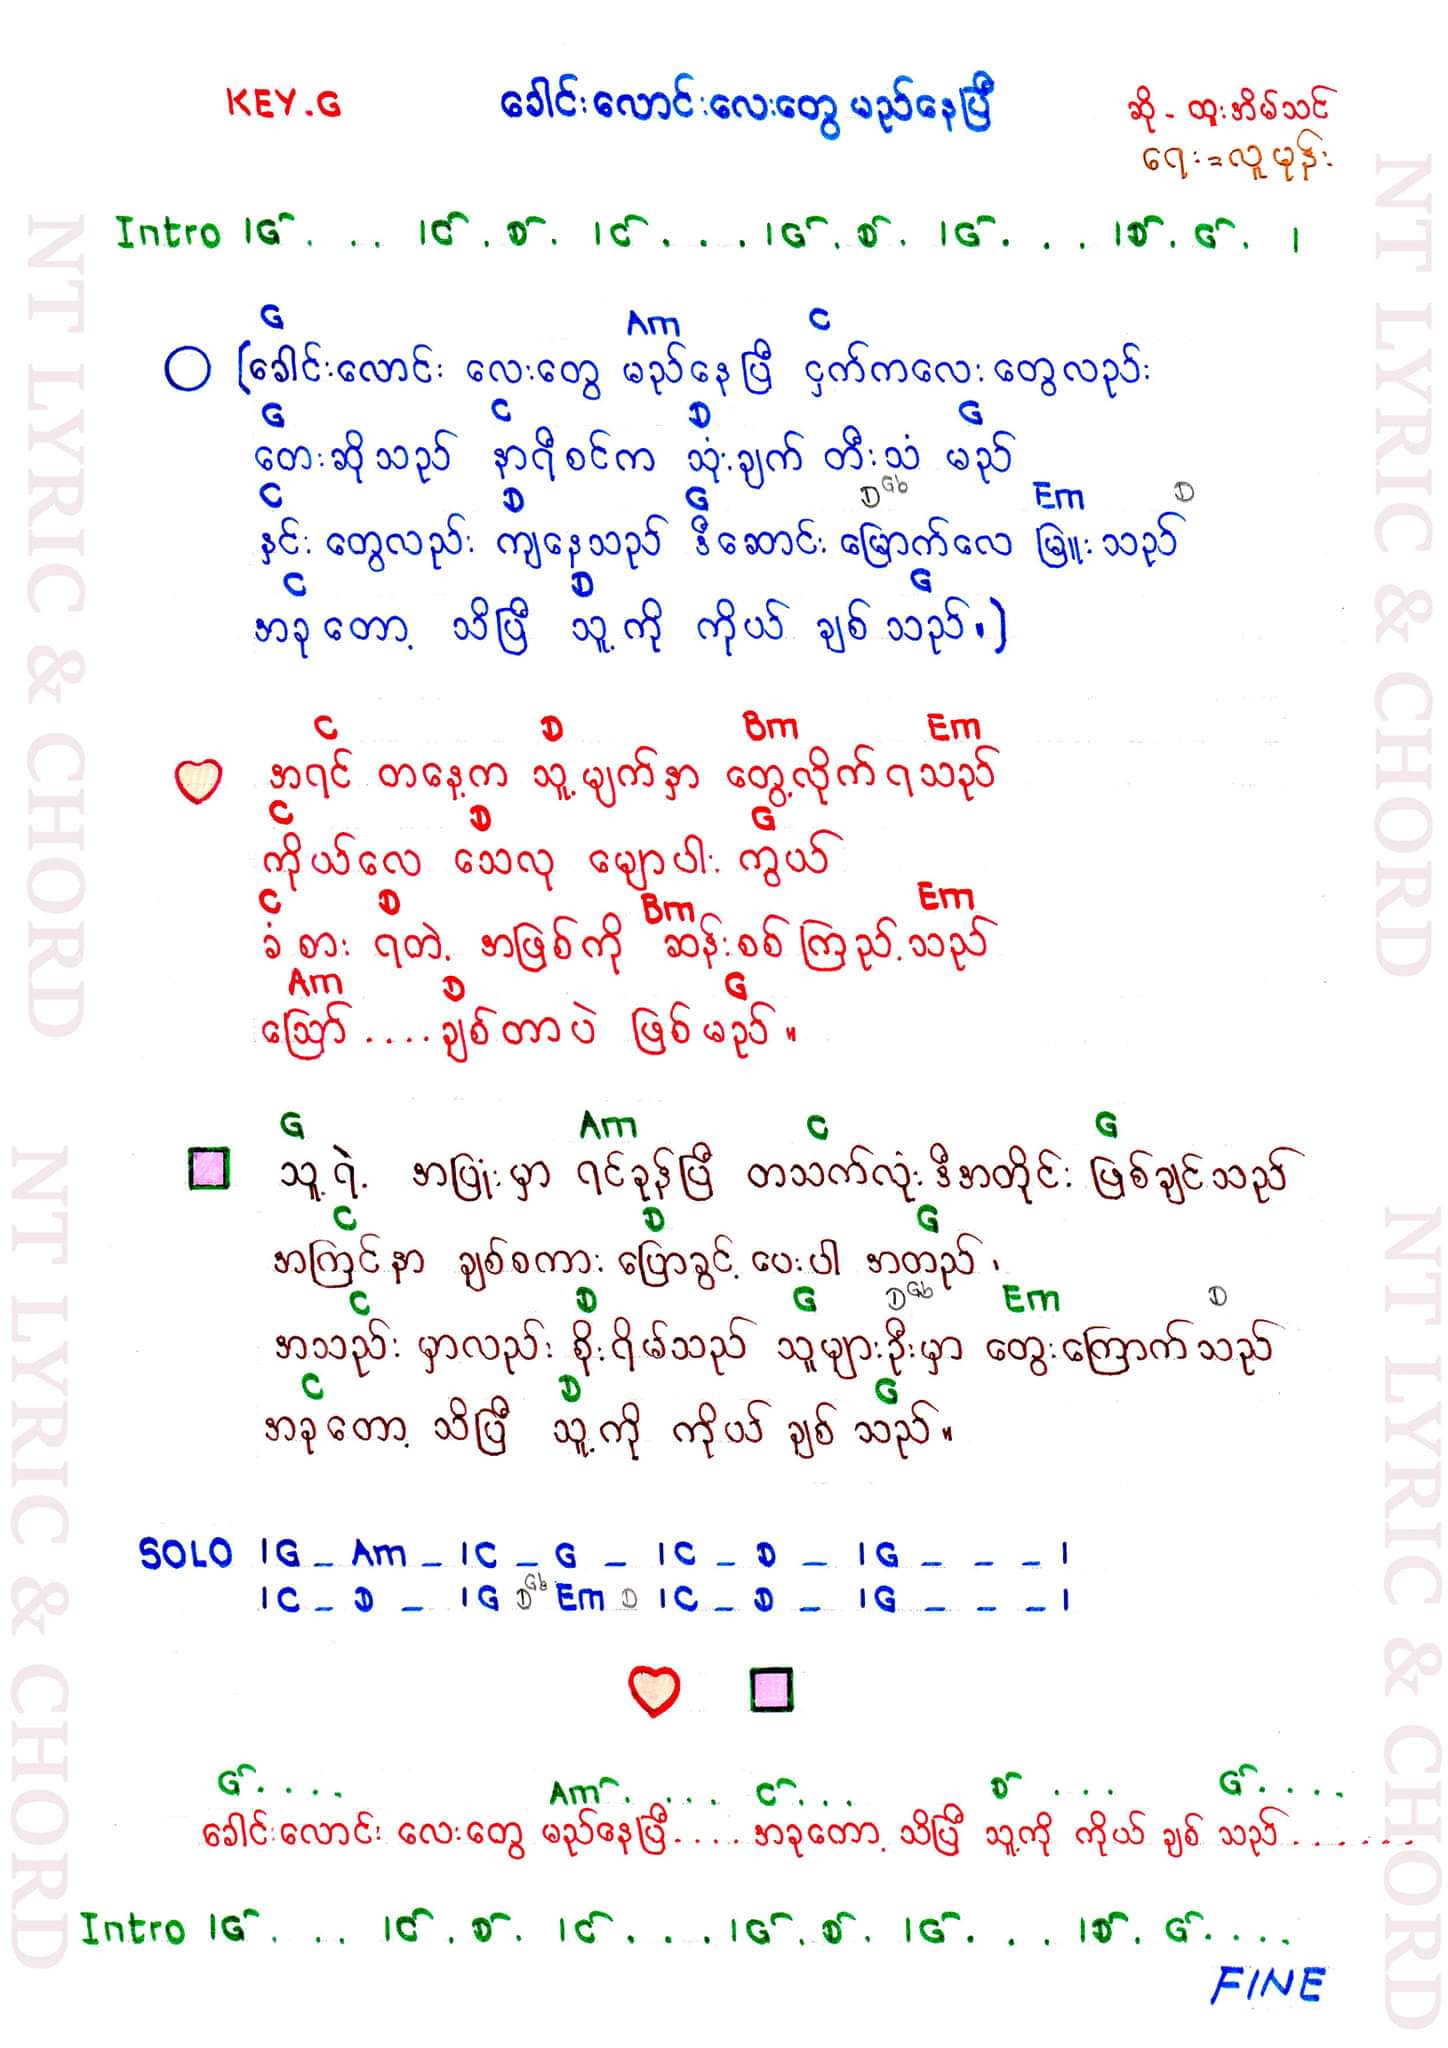 KEY.G ခေါင်းလောင်းလေးတွေ မည်နေပြီ ဆို - ထူးအိမ်သင်
ရေး = လူမုန်း
Intro |G . . . |C . D . |C . . . |G . D . |G . . . |D . G . |
G Am C
(ခေါင်းလောင်း လေးတွေ မည်နေပြီ ငှက်ကလေးတွေလည်း
G C D G
တေးဆိုသည် နာရီစင်က သုံးချက် တီးသံ မည်
C D G D Gb Em D
နှင်း တွေလည်း ကျနေသည် ဒီဆောင်း မြောက်လေ မြူးသည်
C D G
အခုတော့ သိပြီ သူ့ကို ကိုယ် ချစ်သည်။)
C D Bm Em
အရင် တနေ့က သူ့မျက်နှာ တွေ့လိုက်ရသည်
C D G
ကိုယ်လေ သေလု မျောပါး ကွယ်
C D Bm Em
ခံ စား ရတဲ့ အဖြစ်ကို ဆန်းစစ်ကြည့်သည်
Am D G
ဪ .... ချစ်တာပဲ ဖြစ်မည်။
G Am C G
သူ့ရဲ့ အပြုံးမှာ ရင်ခုန်ပြီ တသက်လုံး ဒီအတိုင်း ဖြစ်ချင်သည်
C D G
အကြင်နာ ချစ်စကား ပြောခွင့် ပေးပါ အတည်၊
C D G D Gb Em D
အသည်း မှာလည်း စိုးရိမ်သည် သူများဦးမှာ တွေးကြောက်သည်
C D G
အခုတော့ သိပြီ သူ့ကို ကိုယ် ချစ် သည်။
SOLO |G _ Am _ |C _ G _ |C _ D _ |G _ _ _ |
|C _ D _ |G D Gb Em D |C _ D _ |G _ _ _ |
G .... Am .... C .... D .... G ....
ခေါင်းလောင်း လေးတွေ မည်နေပြီ .... အခုတော့ သိပြီ သူ့ကို ကိုယ် ချစ် သည် .......
Intro |G . . . |C . D . |C . . . |G . D . |G . . . |D . G ....
FINE
NT LYRIC & CHORD
NT LYRIC & CHORD
NT LYRIC & CHORD
NT LYRIC & CHORD